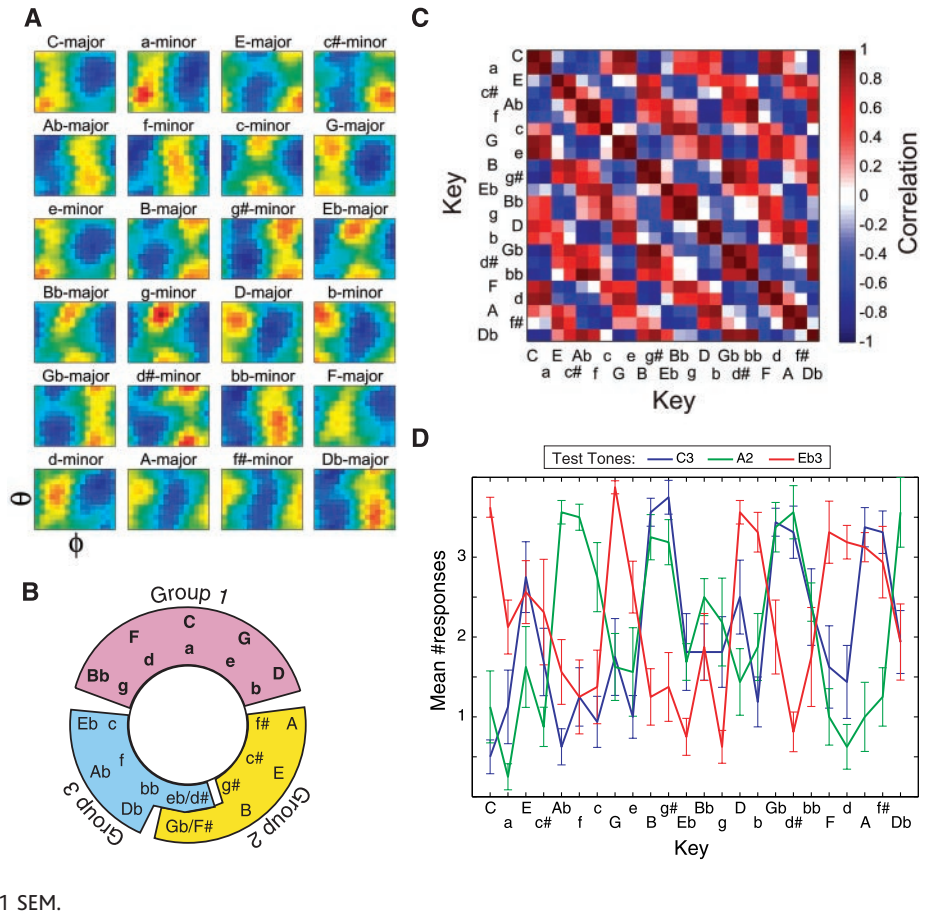 A
C-major a-minor E-major c#-minor
Ab-major f-minor c-minor G-major
e-minor B-major g#-minor Eb-major
Bb-major g-minor D-major b-minor
Gb-major d#-minor bb-minor F-major
d-minor A-major f#-minor Db-major
θ
ϕ
B
Group 1
C
F G
a
d e
Bb D
g b
Eb c f# A
f c#
Ab E
bb g#
eb/d#
Db B
Gb/F#
Group 3
Group 2
C
Key
C
a
E
c#
Ab
f
c
G
e
B
g#
Eb
Bb
g
D
b
Gb
d#
bb
F
d
A
f#
Db
C E Ab c e g# Bb D Gb bb d f#
a c# f G B Eb g b d# F A Db
Key
1
0.8
0.6
0.4
0.2
0
-0.2
-0.4
-0.6
-0.8
-1
Correlation
D
Test Tones: C3 A2 Eb3
Mean #responses
3
2
1
C E Ab c e g# Bb D Gb bb d f#
a c# f G B Eb g b d# F A Db
Key
1 SEM.